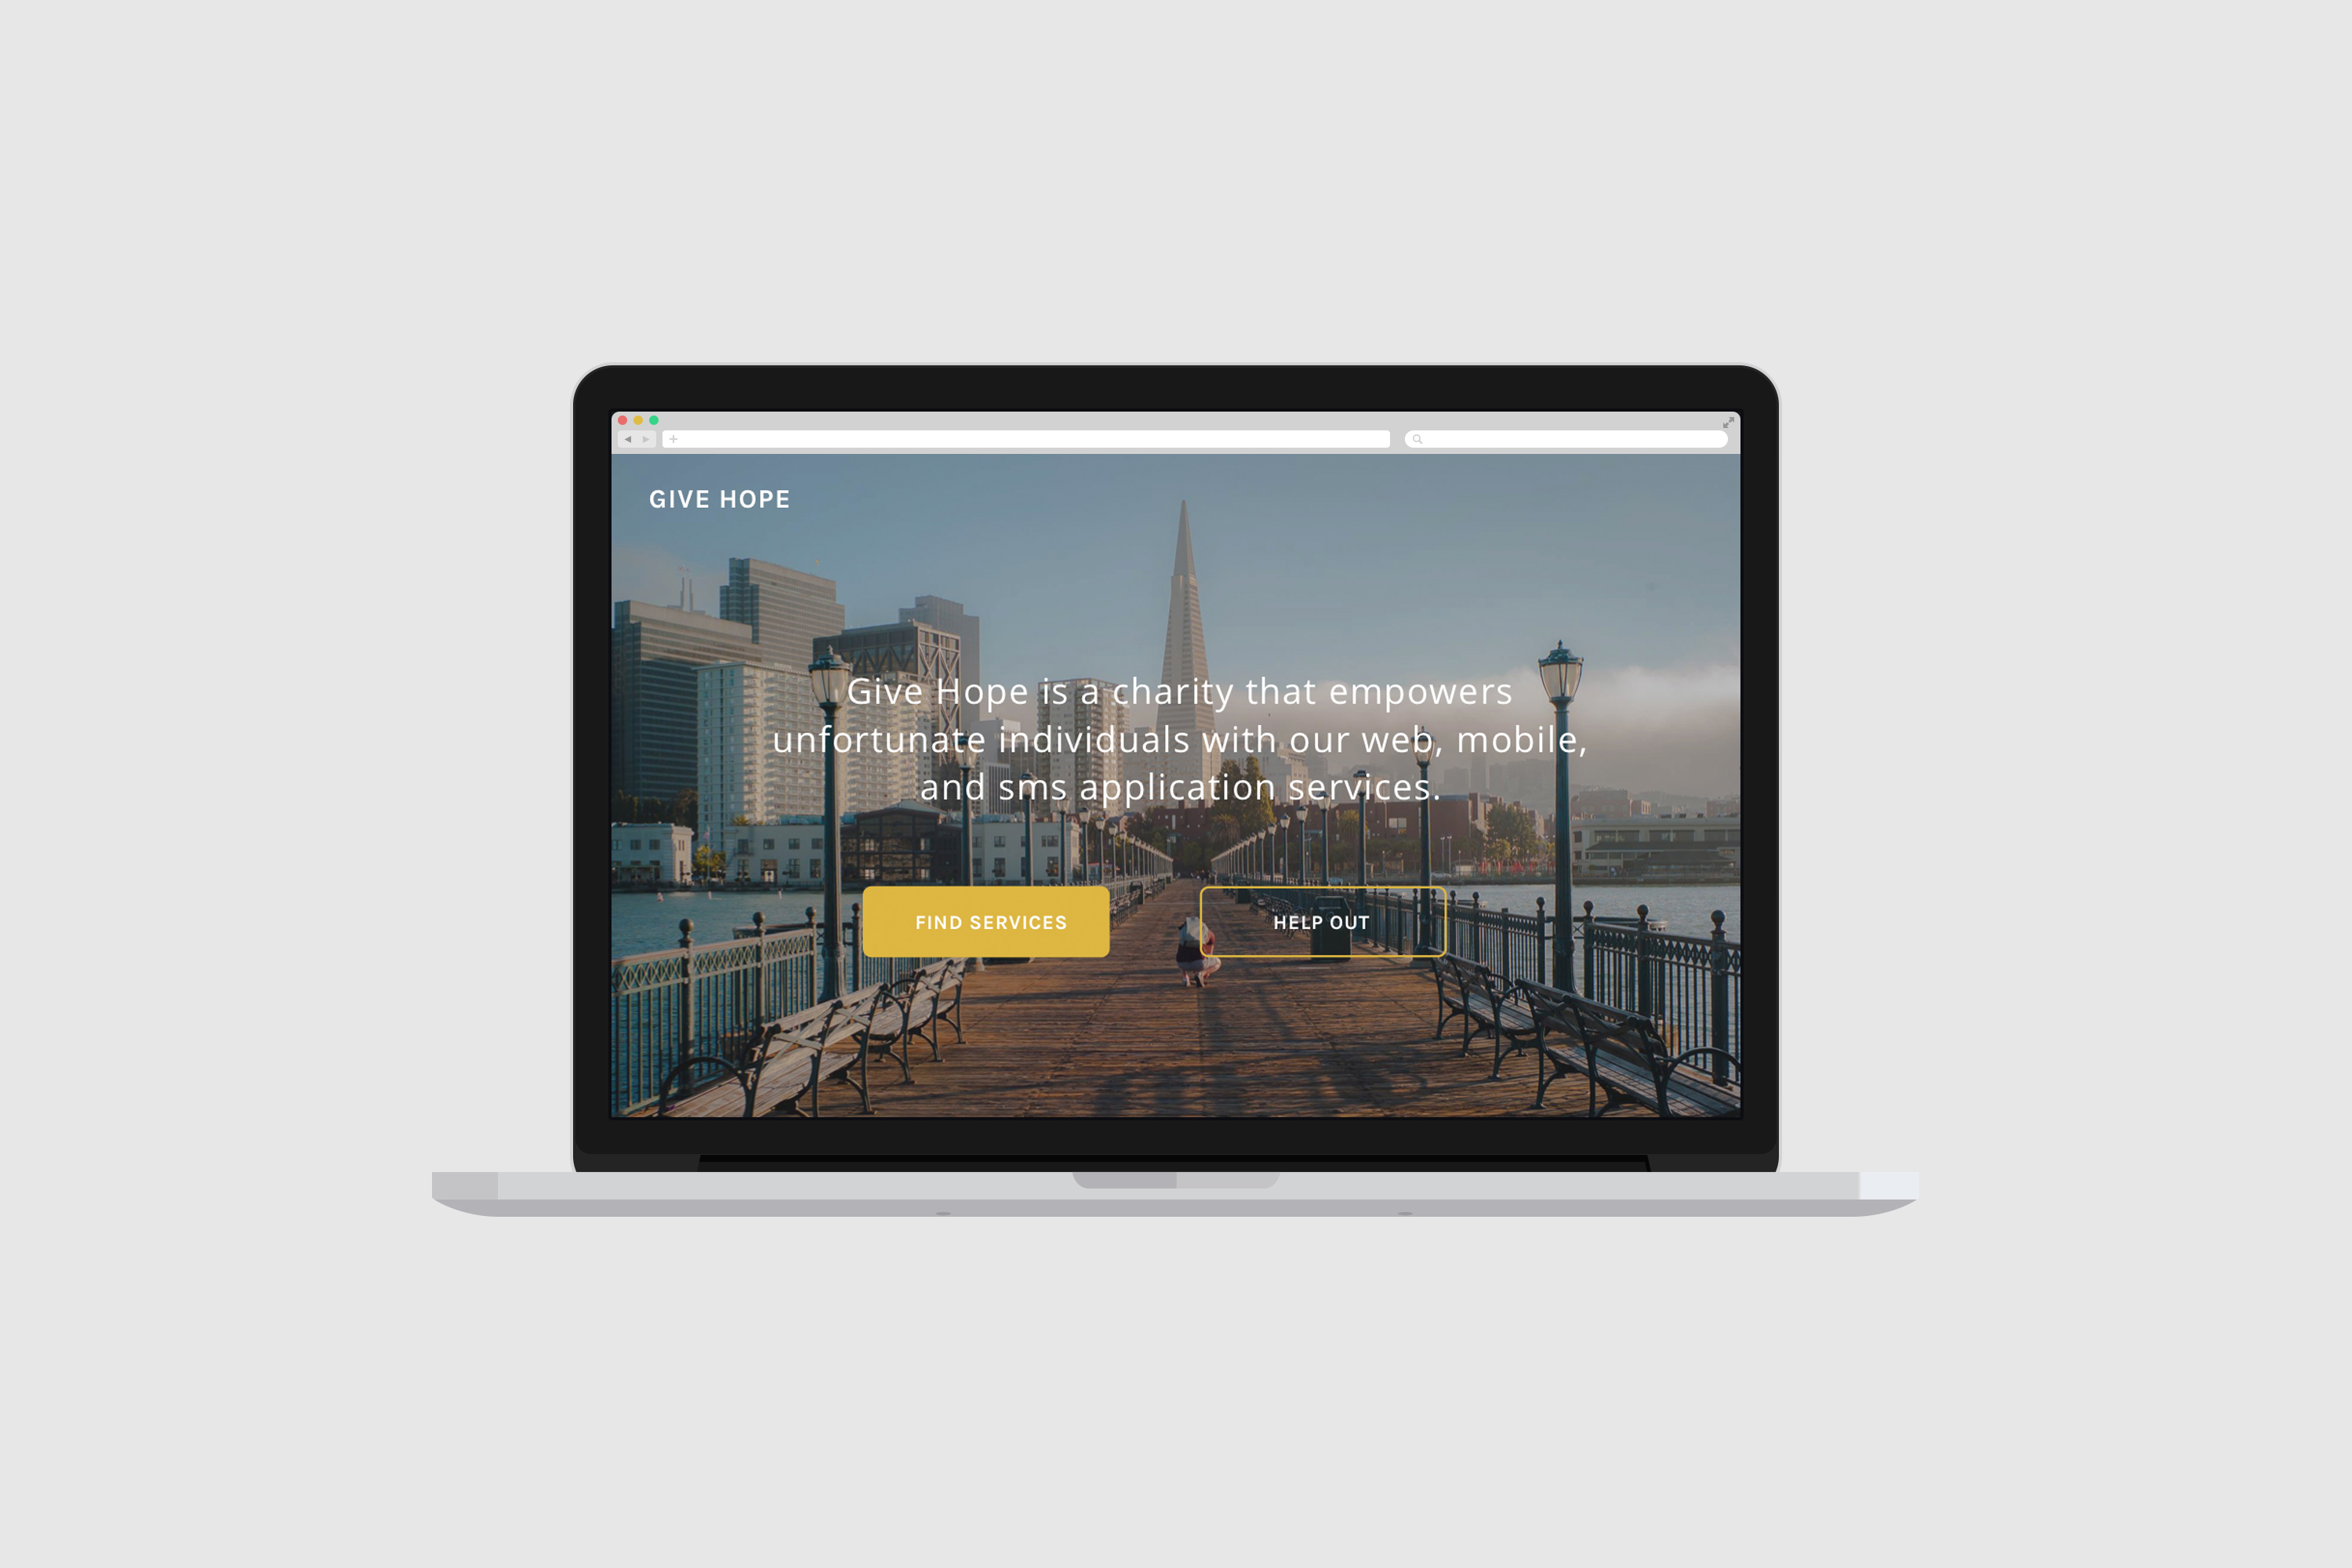 GIVE HOPE
Give Hope is a charity that empowers
unfortunate individuals with our web, mobile,
and sms application services.
FIND SERVICES
HELP OUT